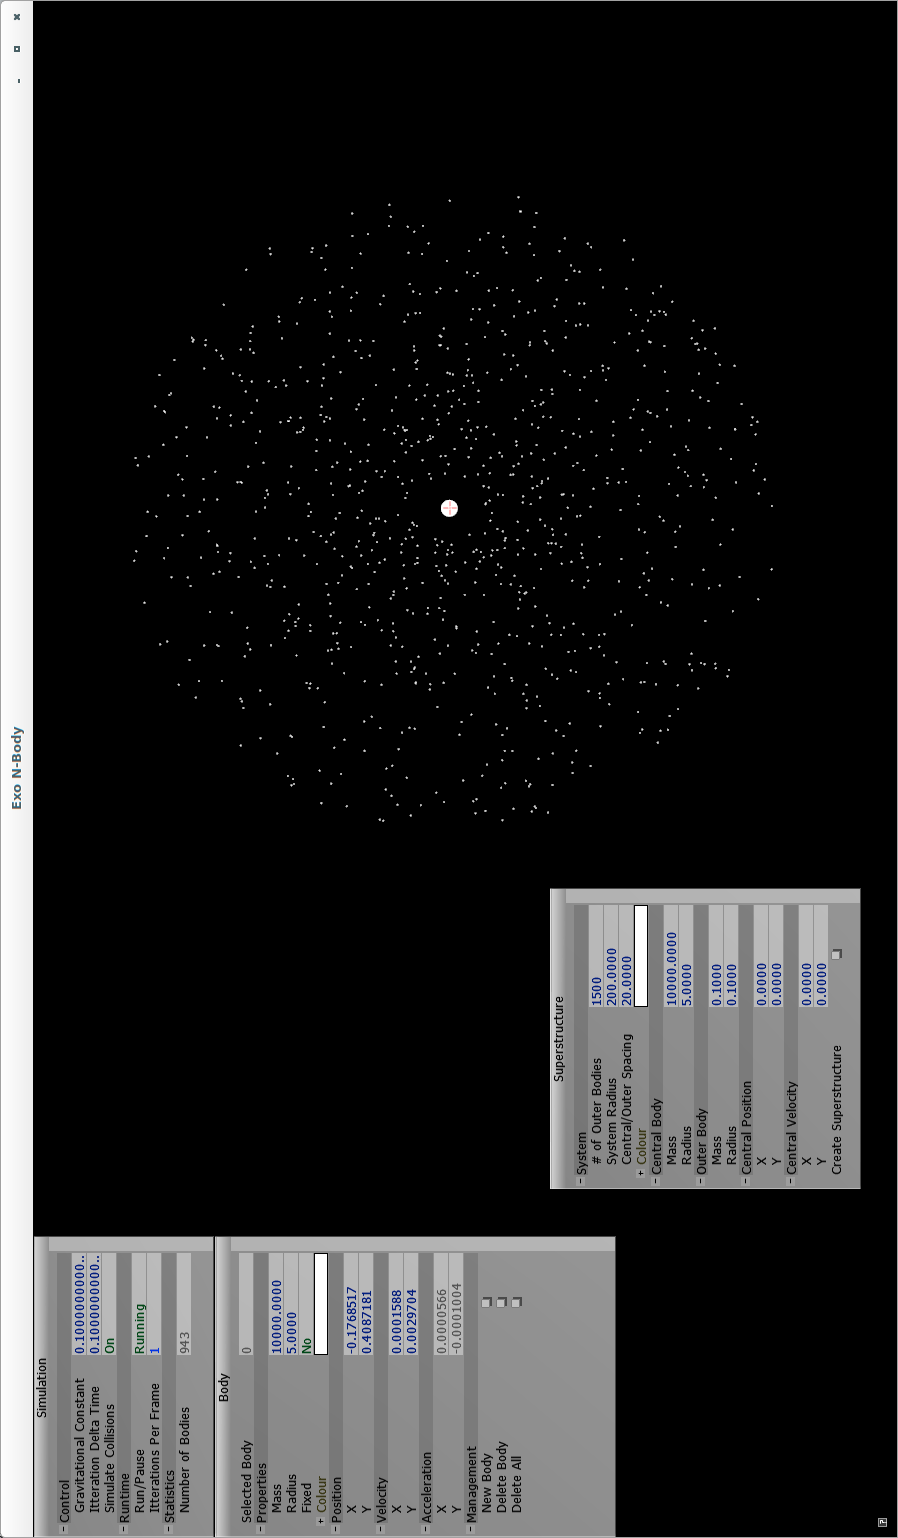 Exo N-Body
Simulation
Control
Gravitational Constant 0.1000000000..
Itteration Delta Time 0.1000000000..
Simulate Collisions On
Runtime
Run/Pause Running
Itterations Per Frame 1
Statistics
Number of Bodies 943
Body
Selected Body 0
Properties
Mass 10000.0000
Radius 5.0000
Fixed No
Colour
Position
X -0.1768517
Y 0.4087181
Velocity
X 0.0001588
Y 0.0029704
Acceleration
X 0.0000566
Y -0.0001004
Management
New Body
Delete Body
Delete All
Superstructure
System
# of Outer Bodies 1500
System Radius 200.0000
Central/Outer Spacing 20.0000
Colour
Central Body
Mass 10000.0000
Radius 5.0000
Outer Body
Mass 0.1000
Radius 0.1000
Central Position
X 0.0000
Y 0.0000
Central Velocity
X 0.0000
Y 0.0000
Create Superstructure
?